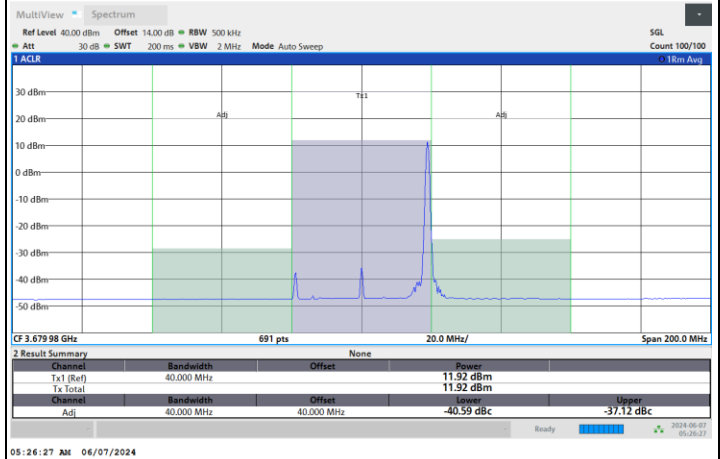 MultiView Spectrum
Ref Level 40.00 dBm Offset 14.00 dB RBW 500 kHz SGL
Att 30 dB SWT 200 ms VBW 2 MHz Mode Auto Sweep Count 100/100
1 ACLR 1Rm Avg
30 dBm
Tx1
20 dBm
Adj Adj
10 dBm
0 dBm
-10 dBm
-20 dBm
-30 dBm
-40 dBm
-50 dBm
CF 3.679 98 GHz 691 pts 20.0 MHz/ Span 200.0 MHz
2 Result Summary None
Channel Bandwidth Offset Power
Tx1 (Ref) 40.000 MHz 11.92 dBm
Tx Total 11.92 dBm
Channel Bandwidth Offset Lower Upper
Adj 40.000 MHz 40.000 MHz -40.59 dBc -37.12 dBc
Ready 2024-06-07
05:26:27
05:26:27 AM 06/07/2024